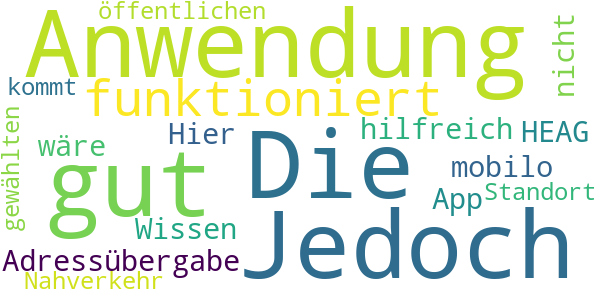 öffentlichen
Anwendung
nicht
kommt
funktioniert
gewählten
Hier
hilfreich
HEAG
wäre
gut
Die
mobilo
App
Standort
Wissen
Jedoch
Adressübergabe
Nahverkehr